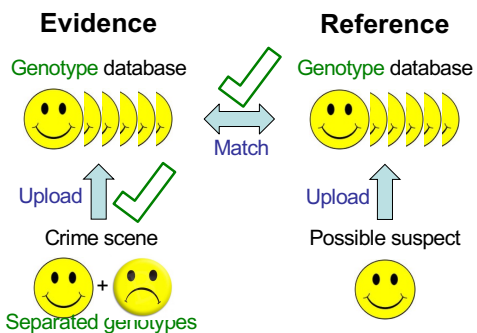 Evidence
Reference
Genotype database
Genotype database
Match
Upload
Upload
Crime scene
Possible suspect
+
Separated genotypes